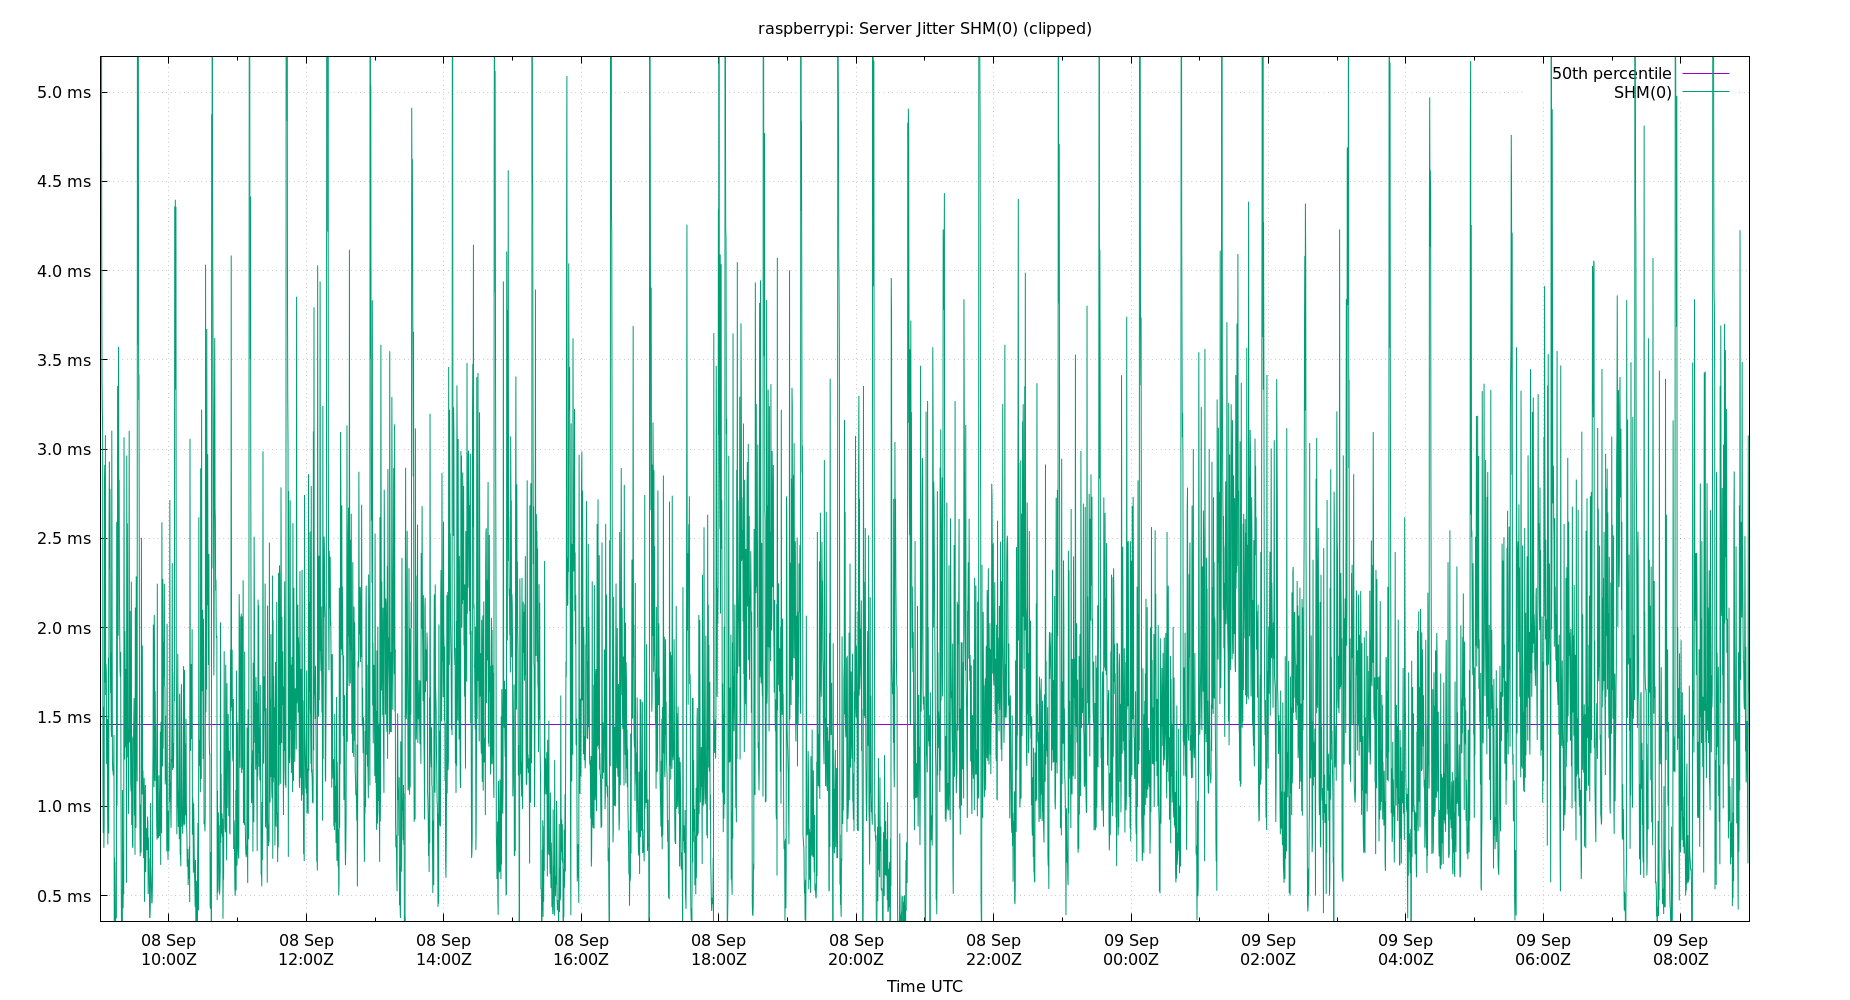 raspberrypi: Server Jitter SHM(0) (clipped)
50th percentile
SHM(0)
5.0 ms
4.5 ms
4.0 ms
3.5 ms
3.0 ms
2.5 ms
2.0 ms
1.5 ms
1.0 ms
0.5 ms
08 Sep 08 Sep 08 Sep 08 Sep 08 Sep 08 Sep 08 Sep 09 Sep 09 Sep 09 Sep 09 Sep 09 Sep
10:00Z 12:00Z 14:00Z 16:00Z 18:00Z 20:00Z 22:00Z 00:00Z 02:00Z 04:00Z 06:00Z 08:00Z
Time UTC